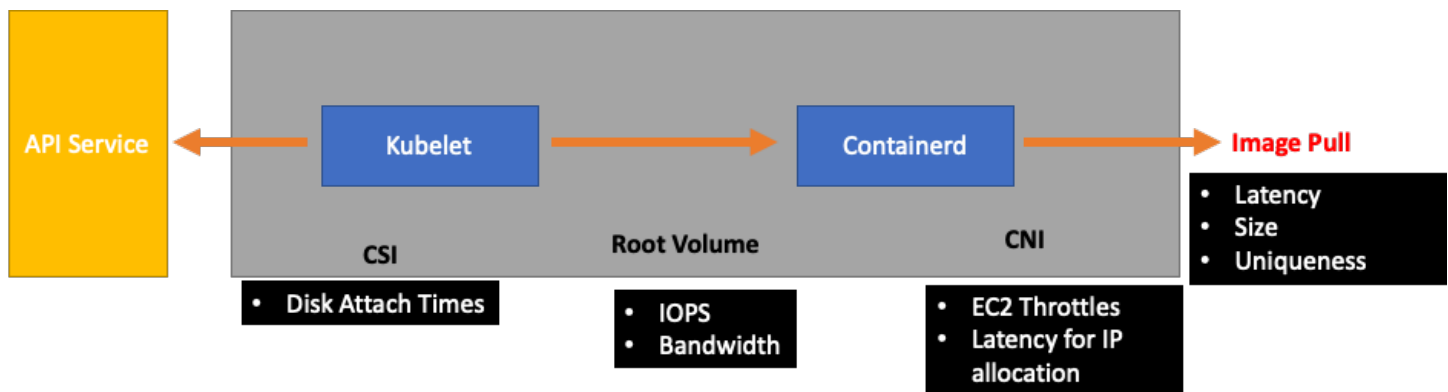 API Service
Kubelet
Containerd
Image Pull
• Latency
• Size
• Uniqueness
CSI
Root Volume
CNI
• Disk Attach Times
• IOPS
• Bandwidth
• EC2 Throttles
• Latency for IP
allocation